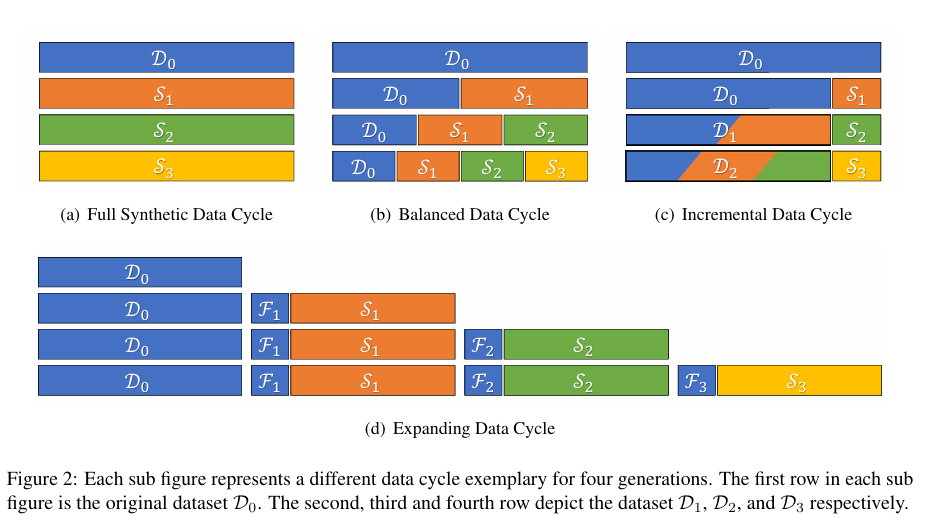 𝒟₀ 𝒟₀ 𝒟₀
𝒮₁ 𝒟₀ 𝒮₁ 𝒟₀ 𝒮₁
𝒮₂ 𝒟₀ 𝒮₁ 𝒮₂ 𝒟₁ 𝒮₂
𝒮₃ 𝒟₀ 𝒮₁ 𝒮₂ 𝒮₃ 𝒟₂ 𝒮₃
(a) Full Synthetic Data Cycle (b) Balanced Data Cycle (c) Incremental Data Cycle
𝒟₀
𝒟₀ ℱ₁ 𝒮₁
𝒟₀ ℱ₁ 𝒮₁ ℱ₂ 𝒮₂
𝒟₀ ℱ₁ 𝒮₁ ℱ₂ 𝒮₂ ℱ₃ 𝒮₃
(d) Expanding Data Cycle
Figure 2: Each sub figure represents a different data cycle exemplary for four generations. The first row in each sub
figure is the original dataset 𝒟₀. The second, third and fourth row depict the dataset 𝒟₁, 𝒟₂, and 𝒟₃ respectively.